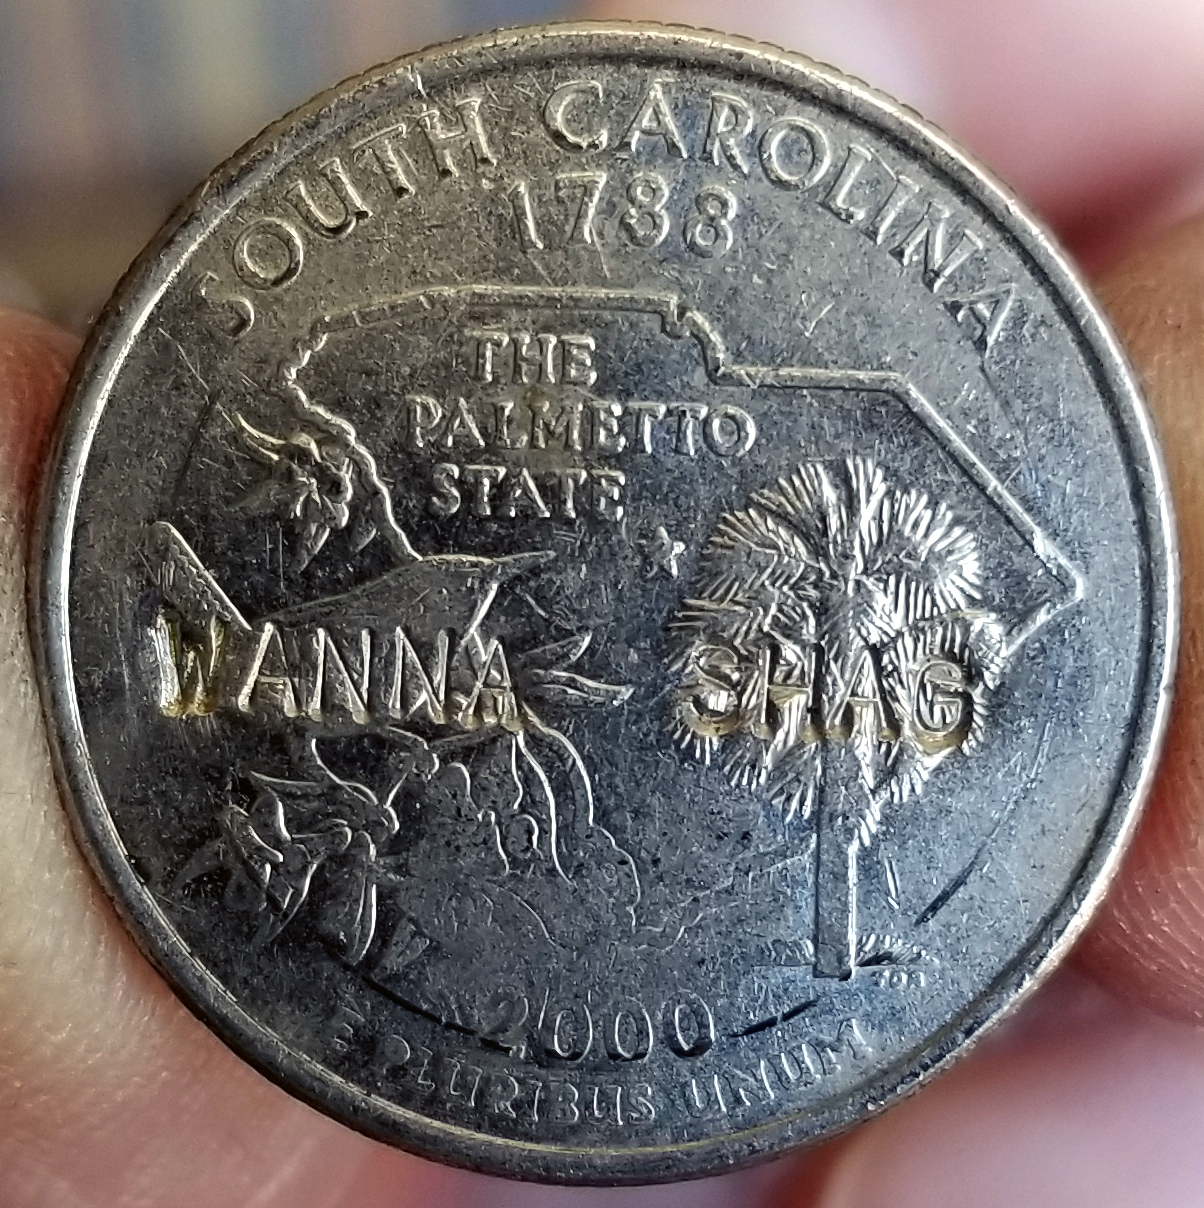 SOUTH CAROLINA
1788
THE
PALMETTO
STATE
WANNA SHAG
2000
E PLURIBUS UNUM